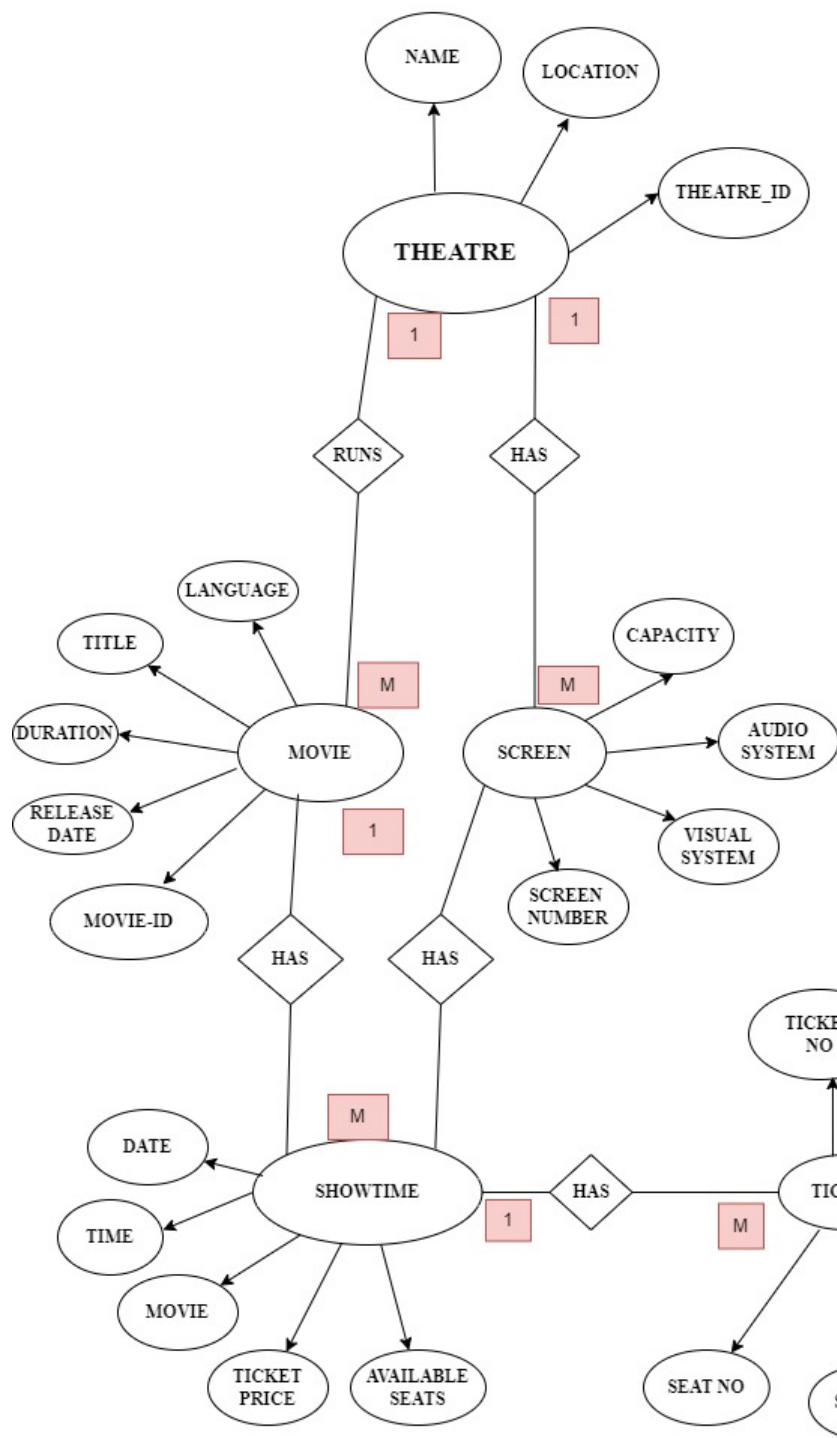 NAME
LOCATION
THEATRE_ID
THEATRE
1
1
RUNS
HAS
LANGUAGE
TITLE
CAPACITY
M
M
DURATION
MOVIE
SCREEN
AUDIO
SYSTEM
RELEASE
DATE
1
VISUAL
SYSTEM
MOVIE-ID
SCREEN
NUMBER
HAS
HAS
NO
M
DATE
SHOWTIME
HAS
1
M
TIME
MOVIE
TICKET
PRICE
AVAILABLE
SEATS
SEAT NO